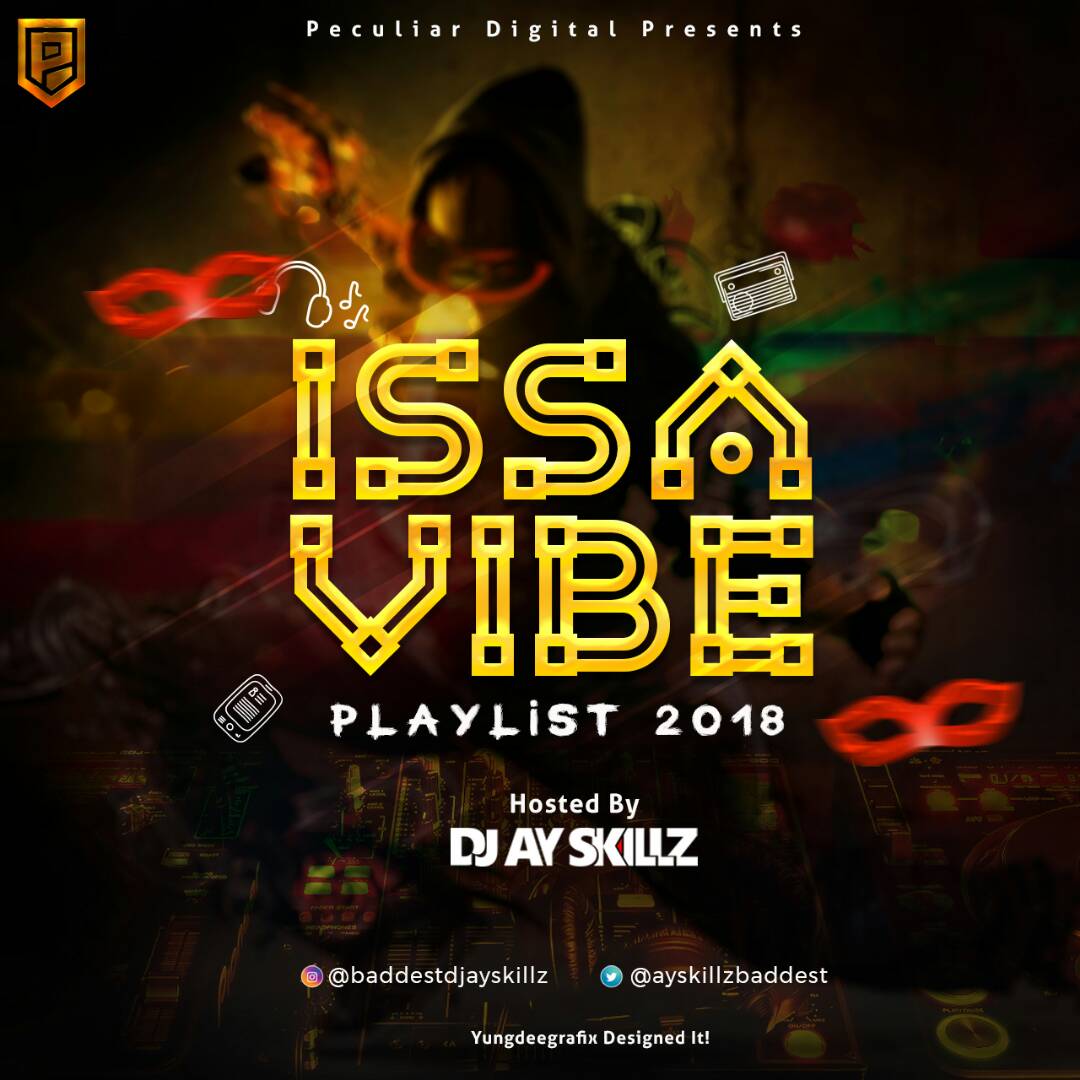 Peculiar Digital Presents
ISSA
VIBE
PLAYLiST 2018
Hosted By
DJ AY SKILLZ
@baddestdjayskillz @ayskillzbaddest
Yungdeegrafix Designed It!